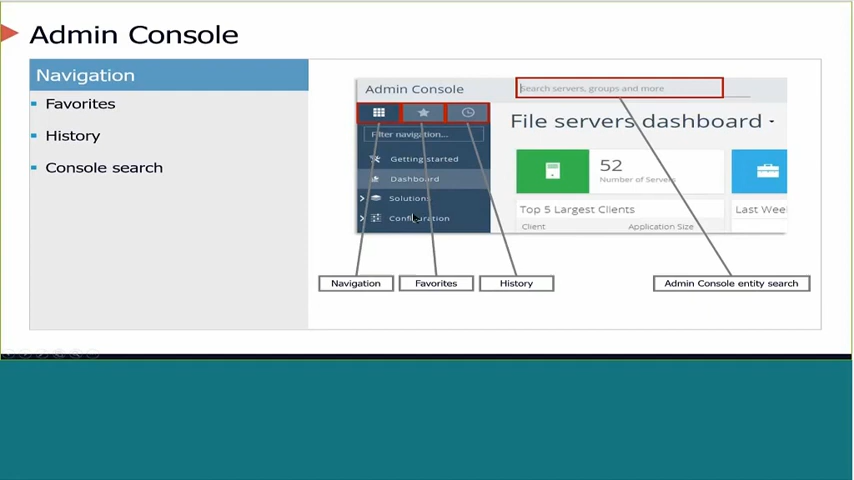 Admin Console
Navigation
Favorites
History
Console search
Admin Console
Search servers, groups and more
Filter navigation...
File servers dashboard
Getting started
Dashboard
Solutions
Configuration
52
Number of Servers
Top 5 Largest Clients
Last Wee
Client
Application Size
Navigation
Favorites
History
Admin Console entity search